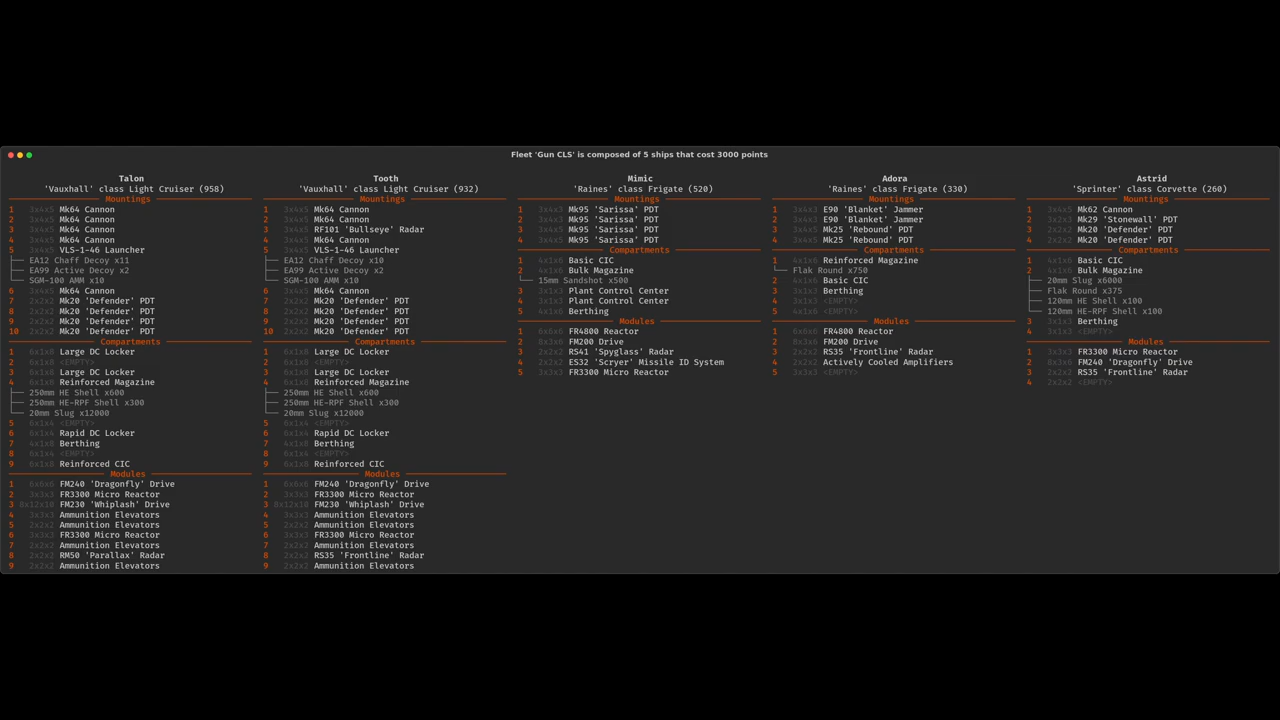 Fleet 'Gun CLS' is composed of 5 ships that cost 3000 points
Talon
'Vauxhall' class Light Cruiser (958)
Mountings
1 3x4x5 Mk64 Cannon
2 3x4x5 Mk64 Cannon
3 3x4x5 Mk64 Cannon
4 3x4x5 Mk64 Cannon
5 VLS-1-46 Launcher
├── EA12 Chaff Decoy x11
├── EA99 Active Decoy x2
└── SGM-100 AMM x10
6 3x4x5 Mk64 Cannon
7 2x2x2 Mk20 'Defender' PDT
8 2x2x2 Mk20 'Defender' PDT
9 2x2x2 Mk20 'Defender' PDT
10 2x2x2 Mk20 'Defender' PDT
Compartments
1 6x1x8 Large DC Locker
2 6x1x8 <EMPTY>
3 6x1x8 Large DC Locker
4 6x1x8 Reinforced Magazine
├── 250mm HE Shell x600
├── 250mm HE-RPF Shell x300
└── 20mm Slug x12000
5 6x1x4 <EMPTY>
6 6x1x4 Rapid DC Locker
7 4x1x8 Berthing
8 6x1x4 <EMPTY>
9 6x1x8 Reinforced CIC
Modules
1 6x6x6 FM240 'Dragonfly' Drive
2 3x3x3 FR3300 Micro Reactor
3 8x12x10 FM230 'Whiplash' Drive
4 3x3x3 Ammunition Elevators
5 2x2x2 Ammunition Elevators
6 3x3x3 FR3300 Micro Reactor
7 2x2x2 Ammunition Elevators
8 2x2x2 RM50 'Parallax' Radar
9 2x2x2 Ammunition Elevators
Tooth
'Vauxhall' class Light Cruiser (932)
Mountings
1 3x4x5 Mk64 Cannon
2 3x4x5 Mk64 Cannon
3 3x4x5 RF101 'Bullseye' Radar
4 3x4x5 Mk64 Cannon
5 VLS-1-46 Launcher
├── EA12 Chaff Decoy x10
├── EA99 Active Decoy x2
└── SGM-100 AMM x10
6 3x4x5 Mk64 Cannon
7 2x2x2 Mk20 'Defender' PDT
8 2x2x2 Mk20 'Defender' PDT
9 2x2x2 Mk20 'Defender' PDT
10 2x2x2 Mk20 'Defender' PDT
Compartments
1 6x1x8 Large DC Locker
2 6x1x8 <EMPTY>
3 6x1x8 Large DC Locker
4 6x1x8 Reinforced Magazine
├── 250mm HE Shell x600
├── 250mm HE-RPF Shell x300
└── 20mm Slug x12000
5 6x1x4 <EMPTY>
6 6x1x4 Rapid DC Locker
7 4x1x8 Berthing
8 6x1x4 <EMPTY>
9 6x1x8 Reinforced CIC
Modules
1 6x6x6 FM240 'Dragonfly' Drive
2 3x3x3 FR3300 Micro Reactor
3 8x12x10 FM230 'Whiplash' Drive
4 3x3x3 Ammunition Elevators
5 2x2x2 Ammunition Elevators
6 3x3x3 FR3300 Micro Reactor
7 2x2x2 Ammunition Elevators
8 2x2x2 RS35 'Frontline' Radar
9 2x2x2 Ammunition Elevators
Mimic
'Raines' class Frigate (520)
Mountings
1 3x4x3 Mk95 'Sarissa' PDT
2 3x4x3 Mk95 'Sarissa' PDT
3 3x4x5 Mk95 'Sarissa' PDT
4 3x4x3 Mk95 'Sarissa' PDT
Compartments
1 4x1x6 Basic CIC
2 4x1x6 Bulk Magazine
└── 15mm Sandshot x500
3 3x1x3 Plant Control Center
4 3x1x3 Plant Control Center
5 4x1x6 Berthing
Modules
1 6x6x6 FR4800 Reactor
2 6x6x6 FM200 Drive
3 2x2x2 RS41 'Spyglass' Radar
4 2x2x2 ES32 'Scryer' Missile ID System
5 3x3x3 FR3300 Micro Reactor
Adora
'Raines' class Frigate (330)
Mountings
1 3x4x3 E90 'Blanket' Jammer
2 3x4x3 E90 'Blanket' Jammer
3 3x4x5 Mk25 'Rebound' PDT
4 3x4x3 Mk25 'Rebound' PDT
Compartments
1 4x1x6 Reinforced Magazine
└── Flak Round x750
2 4x1x6 Basic CIC
3 3x1x3 Berthing
4 3x1x3 <EMPTY>
5 4x1x6 <EMPTY>
Modules
1 6x6x6 FR4800 Reactor
2 6x6x6 FM200 Drive
3 2x2x2 RS35 'Frontline' Radar
4 2x2x2 Actively Cooled Amplifiers
5 3x3x3 <EMPTY>
Astrid
'Sprinter' class Corvette (260)
Mountings
1 3x4x5 Mk62 Cannon
2 Mk29 'Stonewall' PDT
3 2x2x2 Mk20 'Defender' PDT
4 2x2x2 Mk20 'Defender' PDT
Compartments
1 4x1x6 Basic CIC
2 4x1x6 Bulk Magazine
├── 20mm Slug x6000
├── Flak Round x375
├── 120mm HE Shell x100
└── 120mm HE-RPF Shell x100
3 3x1x3 Berthing
4 3x1x3 <EMPTY>
Modules
1 3x3x3 FR3300 Micro Reactor
2 8x3x6 FM240 'Dragonfly' Drive
3 2x2x2 RS35 'Frontline' Radar
4 2x2x2 <EMPTY>